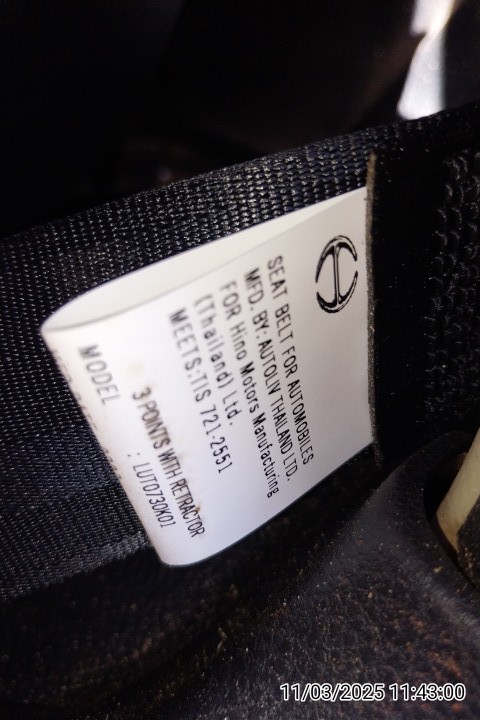 SEAT BELT FOR AUTOMOBILES
MFD. BY: AUTOLIV THAILAND LTD.
FOR Hino Motors Manufacturing
(Thailand) Ltd.
MEETS:TIS 721-2551
3 POINTS WITH RETRACTOR
MODEL : LUT0730K01
11/03/2025 11:43:00